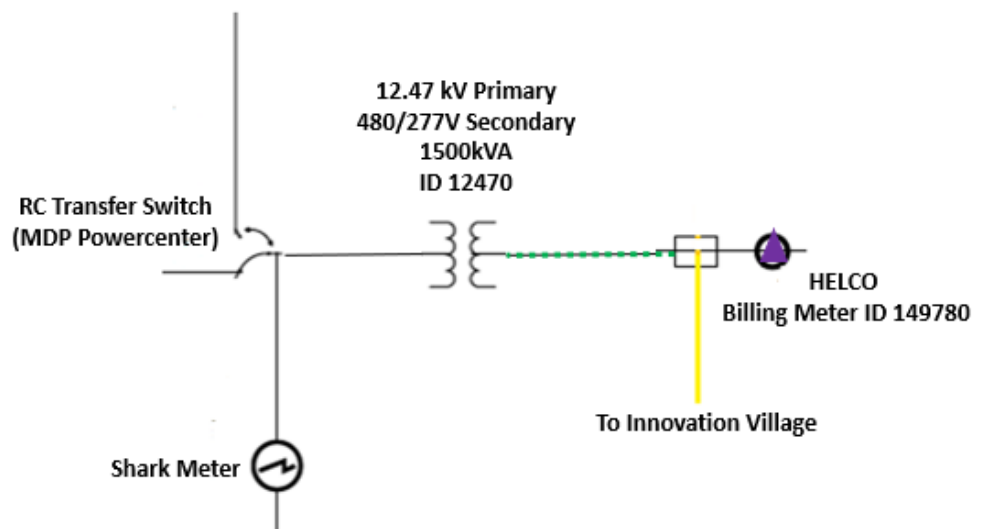 12.47 kV Primary
480/277V Secondary
1500kVA
ID 12470
RC Transfer Switch
(MDP Powercenter)
HELCO
Billing Meter ID 149780
To Innovation Village
Shark Meter